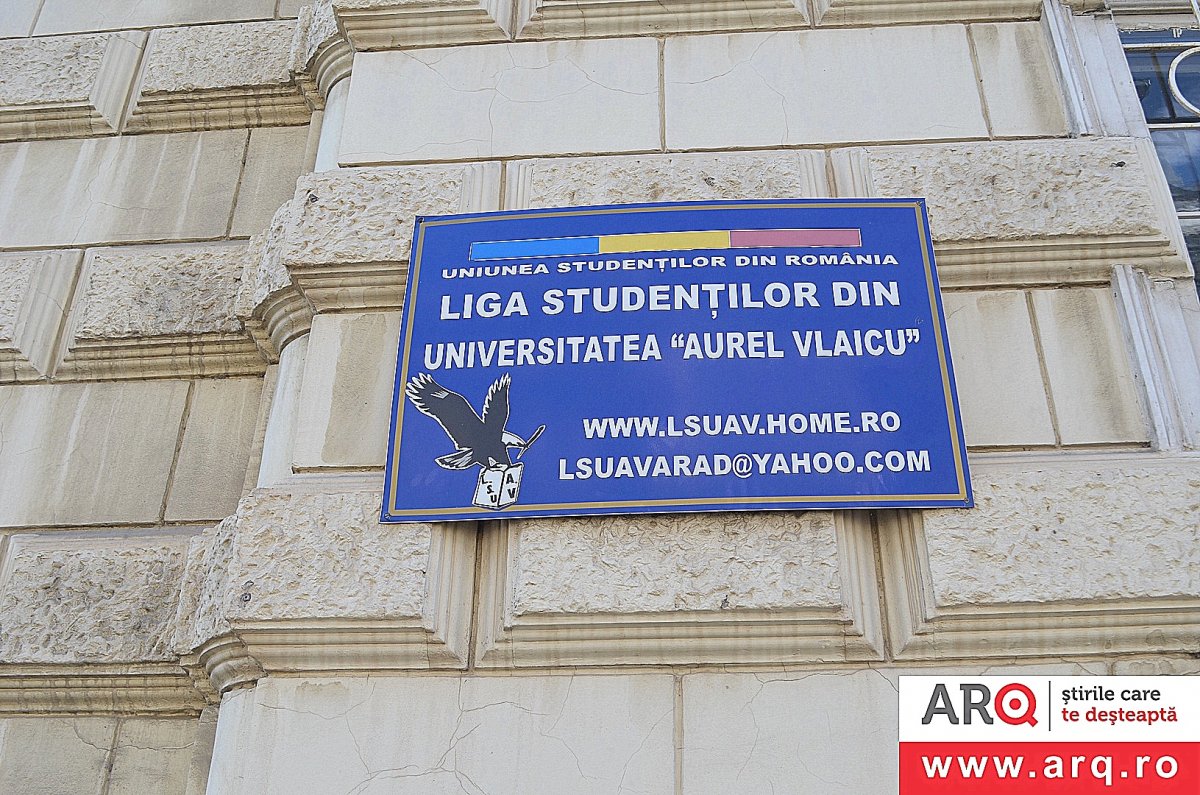 UNIUNEA STUDENȚILOR DIN ROMÂNIA
LIGA STUDENȚILOR DIN
UNIVERSITATEA “AUREL VLAICU”
WWW.LSUAV.HOME.RO
LSUAVARAD@YAHOO.COM
L.S.U
A.V
ARQ
știrile care
te deșteaptă
www.arq.ro